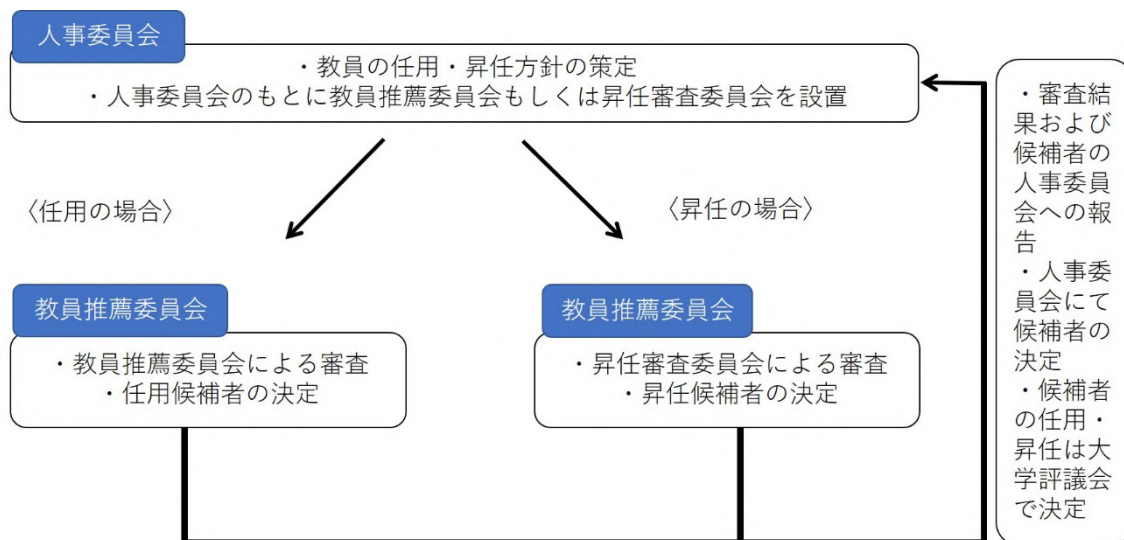 人事委員会
・教員の任用・昇任方針の策定
・人事委員会のもとに教員推薦委員会もしくは昇任審査委員会を設置
〈任用の場合〉
〈昇任の場合〉
教員推薦委員会
・教員推薦委員会による審査
・任用候補者の決定
教員推薦委員会
・昇任審査委員会による審査
・昇任候補者の決定
・審査結
果および
候補者の
人事委員
会への報
告
・人事委
員会にて
候補者の
決定
・候補者
の任用・
昇任は大
学評議会
で決定